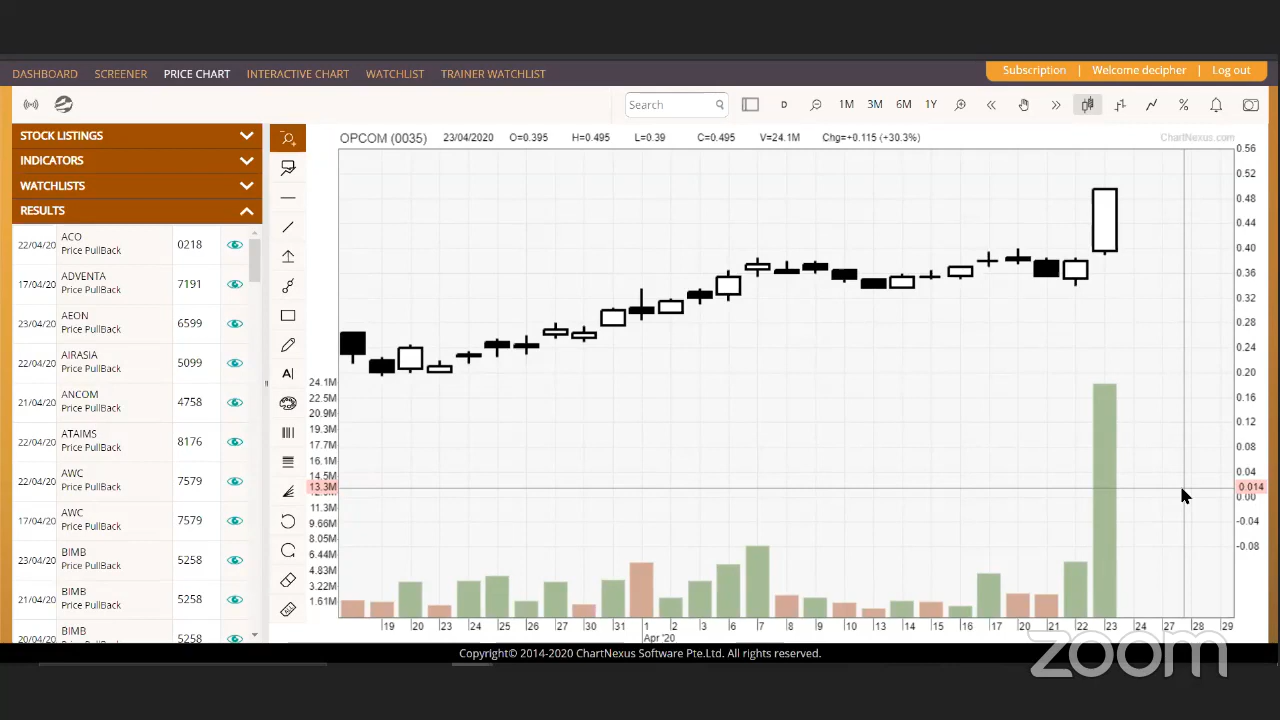 DASHBOARD SCREENER PRICE CHART INTERACTIVE CHART WATCHLIST TRAINER WATCHLIST Subscription | Welcome decipher | Log out
Search D 1M 3M 6M 1Y %
STOCK LISTINGS
INDICATORS
WATCHLISTS
RESULTS
22/04/20 ACO 0218
Price PullBack
17/04/20 ADVENTA 7191
Price PullBack
23/04/20 AEON 6599
Price PullBack
22/04/20 AIRASIA 5099
Price PullBack
21/04/20 ANCOM 4758
Price PullBack
22/04/20 ATAIMS 8176
Price PullBack
22/04/20 AWC 7579
Price PullBack
17/04/20 AWC 7579
Price PullBack
23/04/20 BIMB 5258
Price PullBack
21/04/20 BIMB 5258
Price PullBack
20/04/20 BIMB 5258
A
OPCOM (0035) 23/04/2020 O=0.395 H=0.495 L=0.39 C=0.495 V=24.1M Chg=+0.115 (+30.3%) ChartNexus.com
0.56
0.52
0.48
0.44
0.40
0.36
0.32
0.28
0.24
0.20
0.16
0.12
0.08
0.04
0.014
0.00
-0.04
-0.08
24.1M
22.5M
20.9M
19.3M
17.7M
16.1M
14.5M
13.3M
11.3M
9.66M
8.05M
6.44M
4.83M
3.22M
1.61M
19 20 23 24 25 26 27 30 31 1 2 3 6 7 8 9 10 13 14 15 16 17 20 21 22 23 24 27 28 29
Apr '20
Copyright© 2014-2020 ChartNexus Software Pte.Ltd. All rights reserved.
zoom